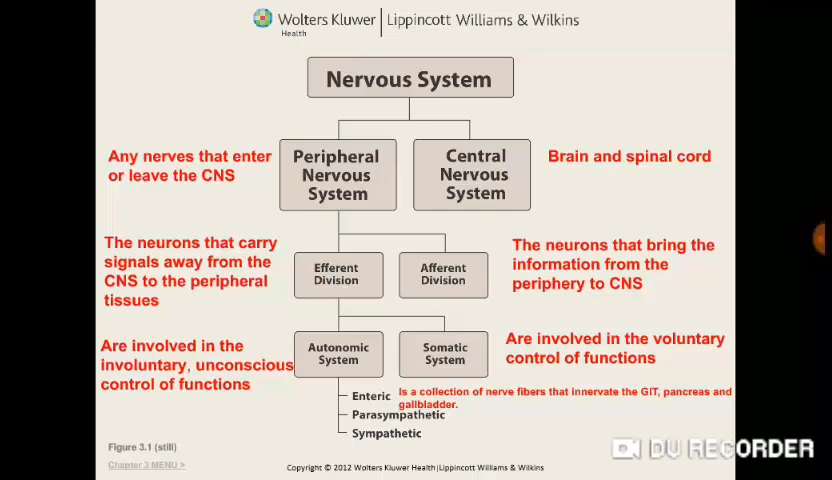 Wolters Kluwer | Lippincott Williams & Wilkins
Health
Nervous System
Any nerves that enter
or leave the CNS
Peripheral
Nervous
System
Central
Nervous
System
Brain and spinal cord
The neurons that carry
signals away from the
CNS to the peripheral
tissues
Efferent
Division
Afferent
Division
The neurons that bring the
information from the
periphery to CNS
Are involved in the
involuntary, unconscious
control of functions
Autonomic
System
Somatic
System
Are involved in the voluntary
control of functions
Enteric
Is a collection of nerve fibers that innervate the GIT, pancreas and
gallbladder.
Parasympathetic
Sympathetic
Figure 3.1 (still)
Chapter 3 MENU >
Copyright © 2012 Wolters Kluwer Health|Lippincott Williams & Wilkins
DU RECORDER